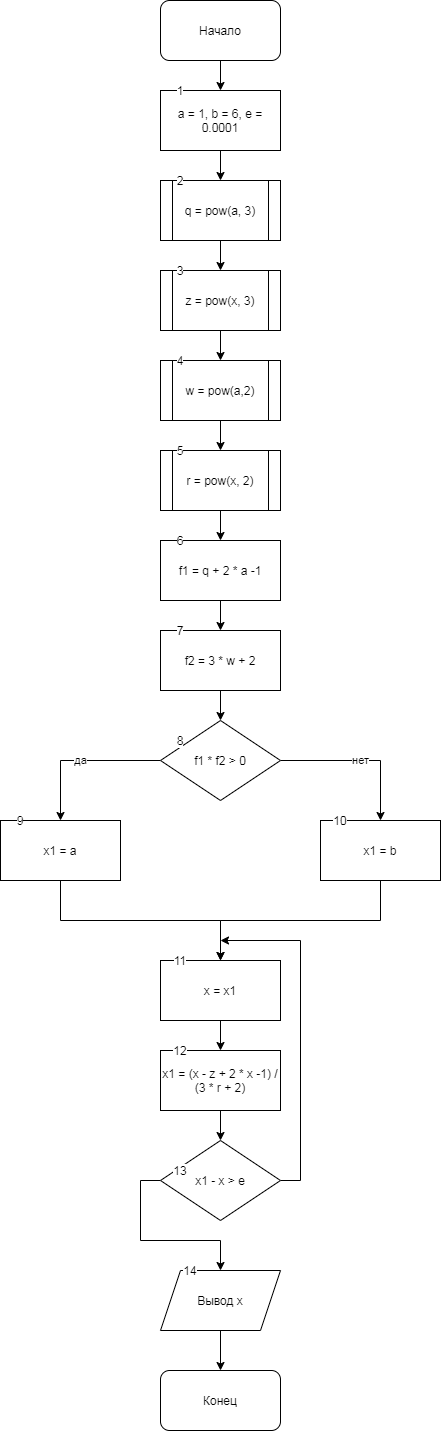 Начало
1
a = 1, b = 6, e =
0.0001
2
q = pow(a, 3)
3
z = pow(x, 3)
4
w = pow(a,2)
5
r = pow(x, 2)
6
f1 = q + 2 * a -1
7
f2 = 3 * w + 2
8
f1 * f2 > 0
да
нет
9
x1 = a
10
x1 = b
11
x = x1
12
x1 = (x - z + 2 * x -1) /
(3 * r + 2)
13
x1 - x > e
14
Вывод x
Конец